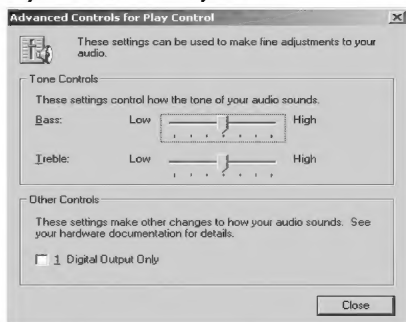 Advanced Controls for Play Control
These settings can be used to make fine adjustments to your
audio.
Tone Controls
These settings control how the tone of your audio sounds.
Bass: Low High
Treble: Low High
Other Controls
These settings make other changes to how your audio sounds. See
your hardware documentation for details.
1 Digital Output Only
Close